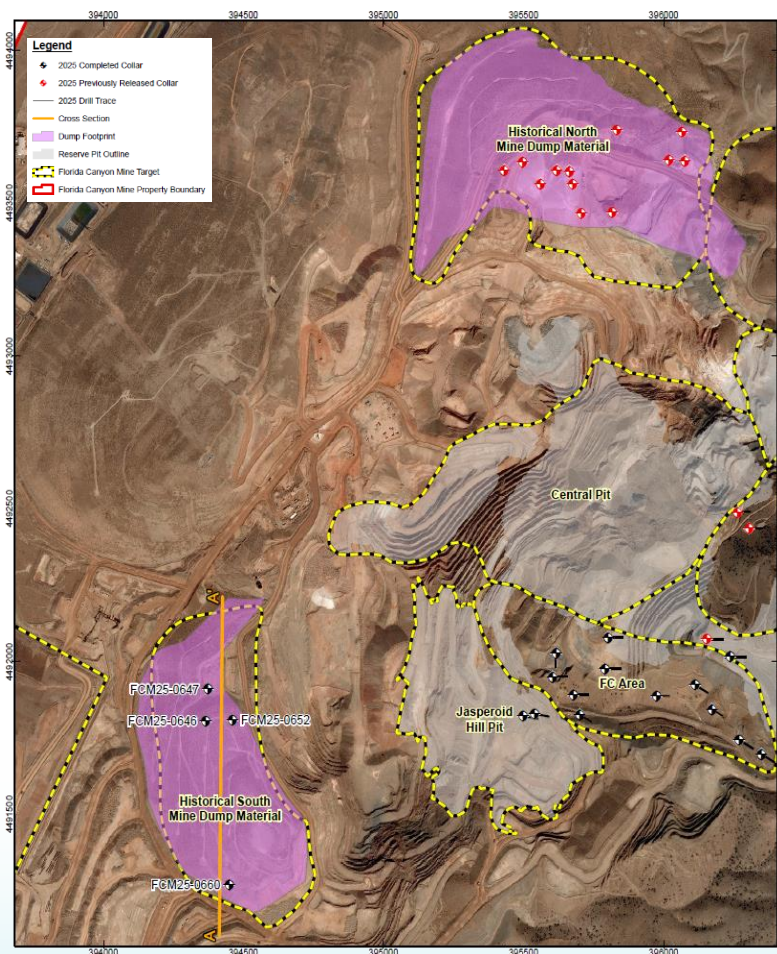 394000
394500
395000
395500
396000
4494000
4493500
4493000
4492500
4492000
4491500
Legend
2025 Completed Collar
2025 Previously Released Collar
2025 Drill Trace
Cross Section
Dump Footprint
Reserve Pit Outline
Florida Canyon Mine Target
Florida Canyon Mine Property Boundary
Historical North
Mine Dump Material
Central Pit
A'
FC Area
FCM25-0647
FCM25-0646
FCM25-0652
Jasperoid
Hill Pit
Historical South
Mine Dump Material
FCM25-0660
A
394000
394500
395000
395500
396000